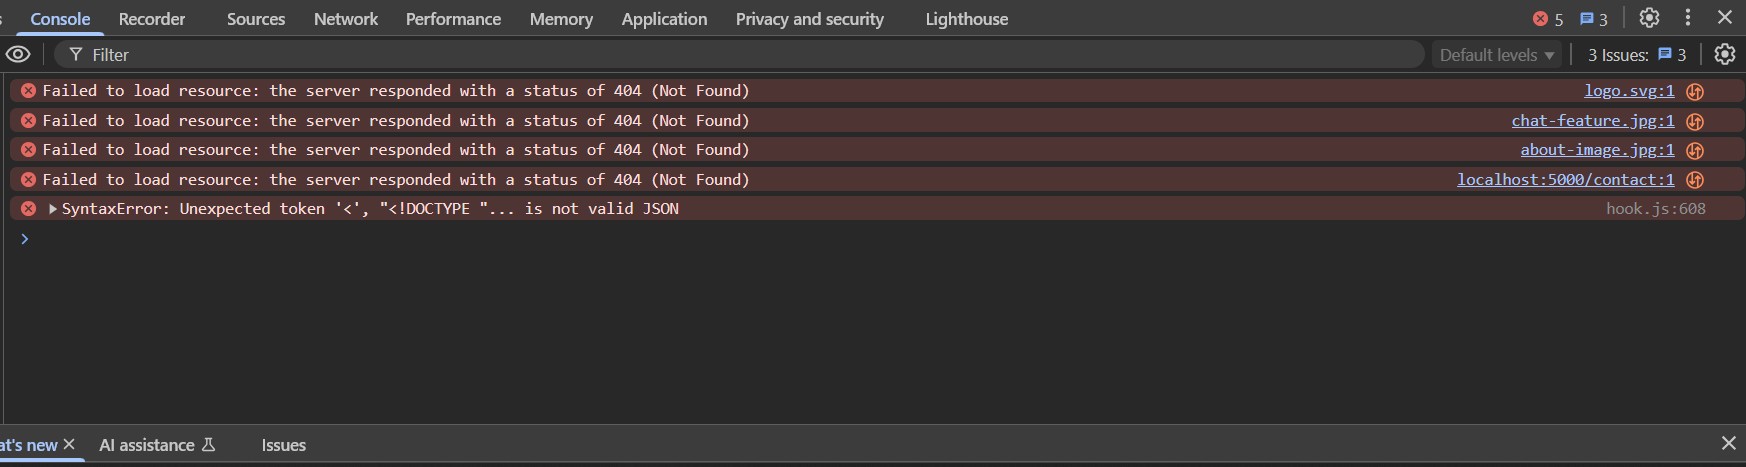 Console Recorder Sources Network Performance Memory Application Privacy and security Lighthouse 5 3
Filter Default levels 3 Issues: 3
Failed to load resource: the server responded with a status of 404 (Not Found) logo.svg:1
Failed to load resource: the server responded with a status of 404 (Not Found) chat-feature.jpg:1
Failed to load resource: the server responded with a status of 404 (Not Found) about-image.jpg:1
Failed to load resource: the server responded with a status of 404 (Not Found) localhost:5000/contact:1
SyntaxError: Unexpected token '<', "<!DOCTYPE "... is not valid JSON hook.js:608
at's new AI assistance Issues